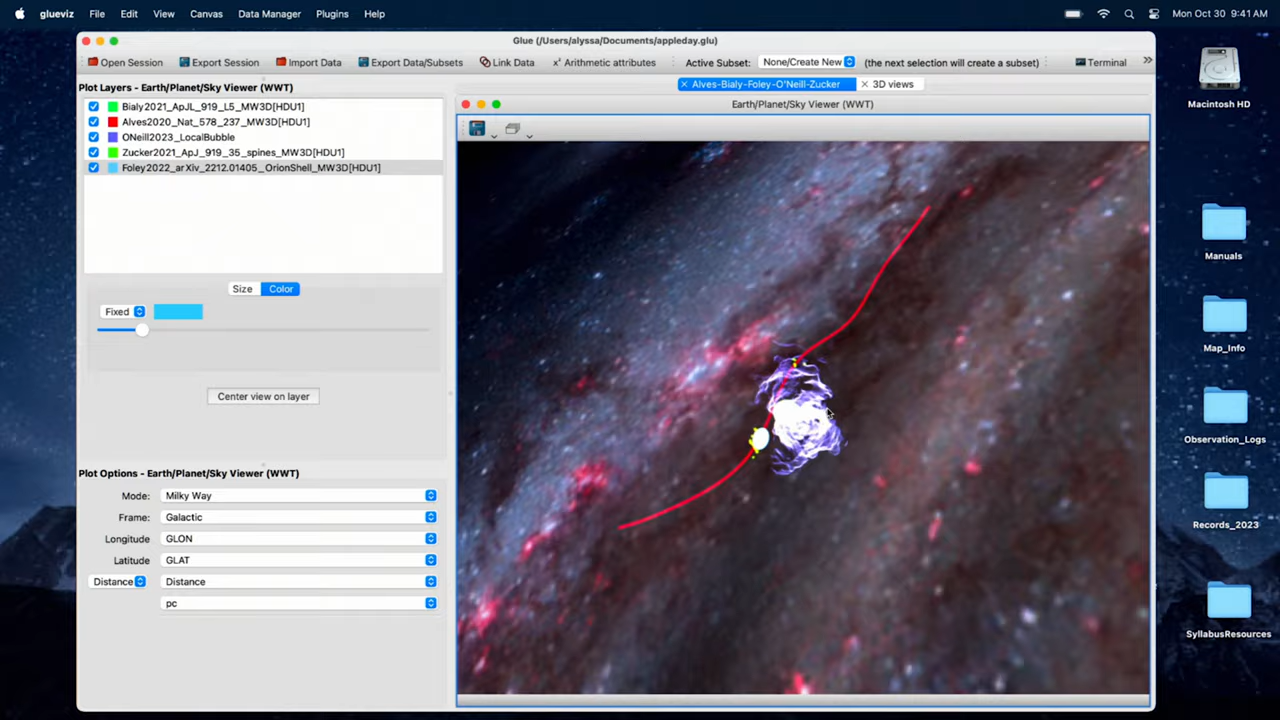 glueviz File Edit View Canvas Data Manager Plugins Help Mon Oct 30 9:41 AM
Glue (/Users/alyssa/Documents/appleday.glu)
Open Session Export Session Import Data Export Data/Subsets Link Data Arithmetic attributes Active Subset: None/Create New (the next selection will create a subset) Terminal
Plot Layers - Earth/Planet/Sky Viewer (WWT)
Bialy2021_ApJL_919_L5_MW3D[HDU1]
Alves2020_Nat_578_237_MW3D[HDU1]
ONeill2023_LocalBubble
Zucker2021_ApJ_919_35_spines_MW3D[HDU1]
Foley2022_arXiv_2212.01405_OrionShell_MW3D[HDU1]
Size Color
Fixed
Center view on layer
Plot Options - Earth/Planet/Sky Viewer (WWT)
Mode: Milky Way
Frame: Galactic
Longitude GLON
Latitude GLAT
Distance Distance
pc
Alves-Bialy-Foley-O'Neill-Zucker 3D views
Earth/Planet/Sky Viewer (WWT)
Macintosh HD
Manuals
Map_Info
Observation_Logs
Records_2023
SyllabusResources